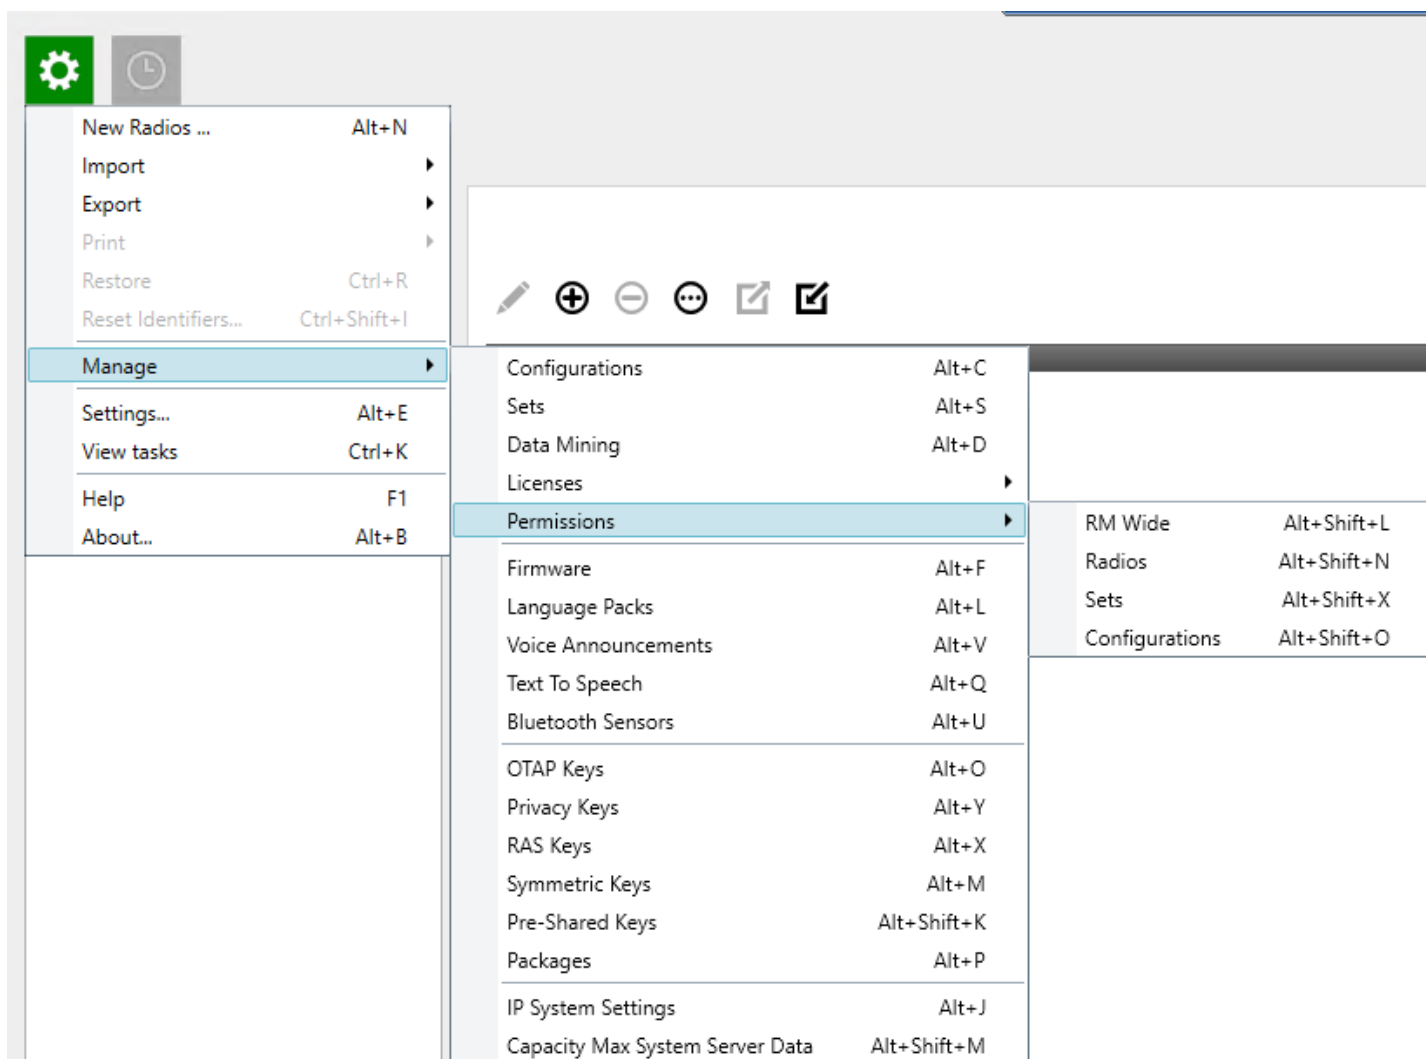 New Radios ... Alt+N
Import
Export
Print
Restore Ctrl+R
Reset Identifiers... Ctrl+Shift+I
Manage
Settings... Alt+E
View tasks Ctrl+K
Help F1
About... Alt+B
Configurations Alt+C
Sets Alt+S
Data Mining Alt+D
Licenses
Permissions
Firmware Alt+F
Language Packs Alt+L
Voice Announcements Alt+V
Text To Speech Alt+Q
Bluetooth Sensors Alt+U
OTAP Keys Alt+O
Privacy Keys Alt+Y
RAS Keys Alt+X
Symmetric Keys Alt+M
Pre-Shared Keys Alt+Shift+K
Packages Alt+P
IP System Settings Alt+J
Capacity Max System Server Data Alt+Shift+M
RM Wide Alt+Shift+L
Radios Alt+Shift+N
Sets Alt+Shift+X
Configurations Alt+Shift+O